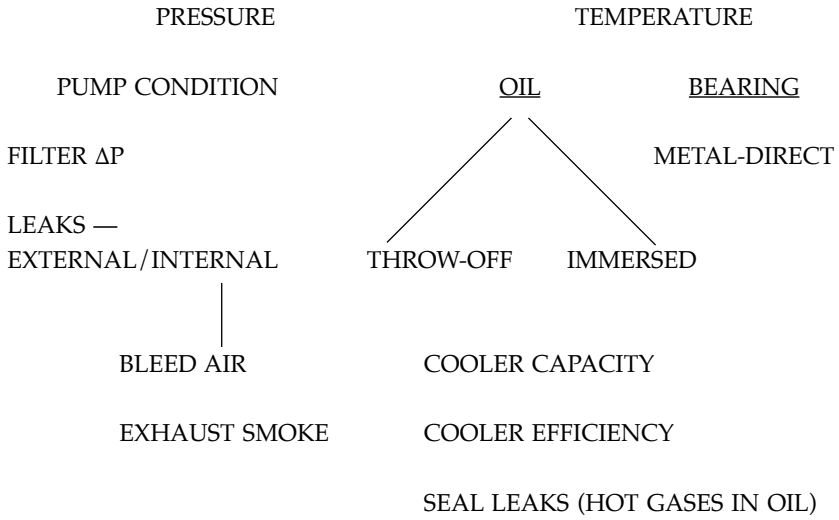 PRESSURE
TEMPERATURE
PUMP CONDITION
OIL
BEARING
FILTER ΔP
METAL-DIRECT
LEAKS —
EXTERNAL/INTERNAL
THROW-OFF
IMMERSED
BLEED AIR
COOLER CAPACITY
EXHAUST SMOKE
COOLER EFFICIENCY
SEAL LEAKS (HOT GASES IN OIL)